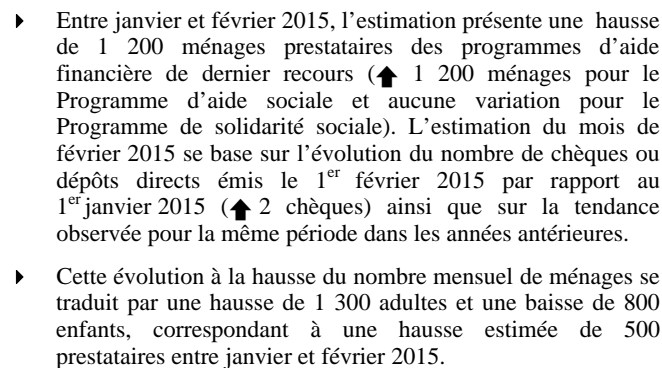 Entre janvier et février 2015, l'estimation présente une hausse
de 1 200 ménages prestataires des programmes d'aide
financière de dernier recours (🡅 1 200 ménages pour le
Programme d'aide sociale et aucune variation pour le
Programme de solidarité sociale). L'estimation du mois de
février 2015 se base sur l'évolution du nombre de chèques ou
dépôts directs émis le 1er février 2015 par rapport au
1er janvier 2015 (🡅 2 chèques) ainsi que sur la tendance
observée pour la même période dans les années antérieures.
Cette évolution à la hausse du nombre mensuel de ménages se
traduit par une hausse de 1 300 adultes et une baisse de 800
enfants, correspondant à une hausse estimée de 500
prestataires entre janvier et février 2015.